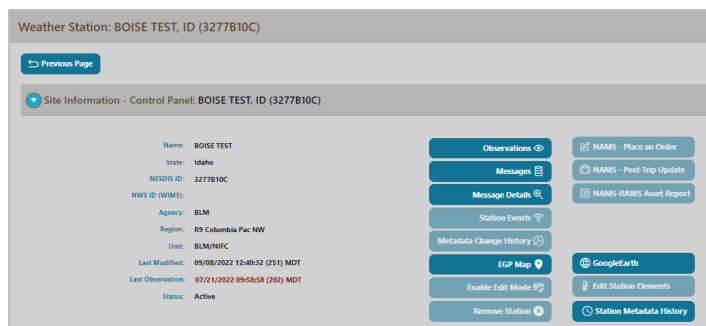 Weather Station: BOISE TEST, ID (3277B10C)
Previous Page
Site Information - Control Panel: BOISE TEST, ID (3277B10C)
Name: BOISE TEST
State: Idaho
NESDIS ID: 3277B10C
NWS ID (WIMS):
Agency: BLM
Region: R9 Columbia Pac NW
Unit: BLM/NIFC
Last Modified: 09/08/2022 12:40:32 (251) MDT
Last Observation: 07/21/2022 09:58:58 (202) MDT
Status: Active
Observations
Messages
Message Details
Station Events
Metadata Change History
EGP Map
Enable Edit Mode
Remove Station
NAMS - Place an Order
NAMS - Post-Trip Update
NAMS-RAWS Asset Report
GoogleEarth
Edit Station Elements
Station Metadata History